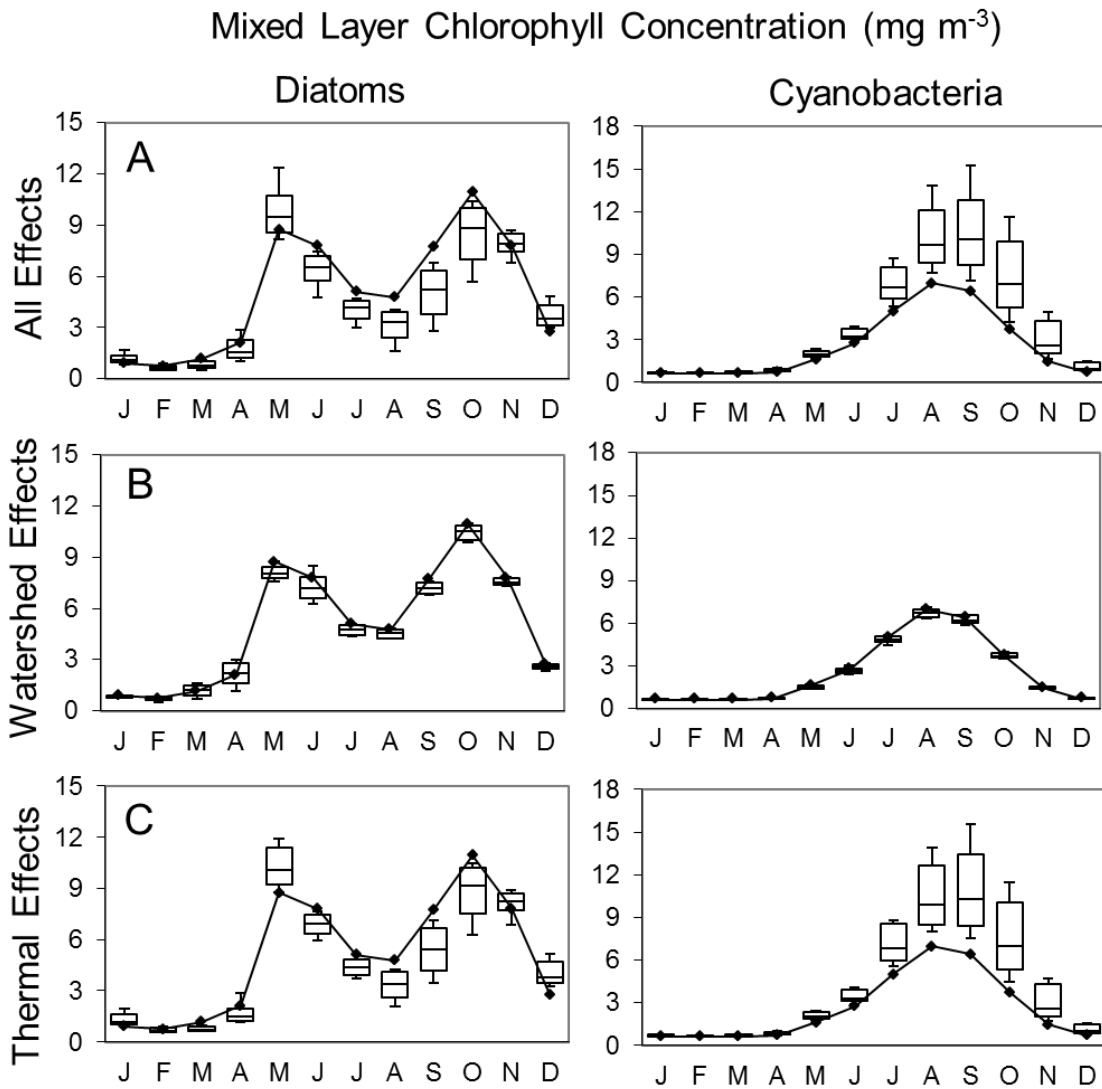 Mixed Layer Chlorophyll Concentration (mg m-3)
Diatoms
Cyanobacteria
All Effects
A
15
12
9
6
3
0
J F M A M J J A S O N D
18
15
12
9
6
3
0
J F M A M J J A S O N D
Watershed Effects
B
15
12
9
6
3
0
J F M A M J J A S O N D
18
15
12
9
6
3
0
J F M A M J J A S O N D
Thermal Effects
C
15
12
9
6
3
0
J F M A M J J A S O N D
18
15
12
9
6
3
0
J F M A M J J A S O N D